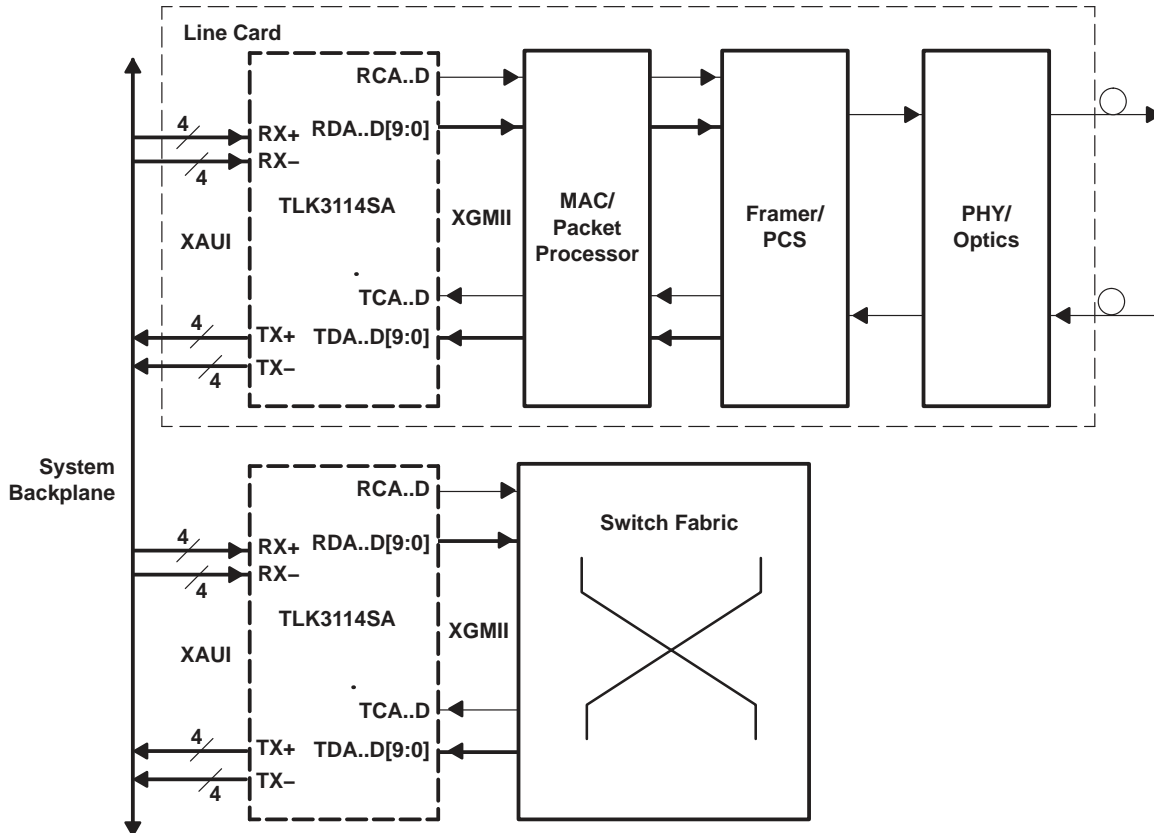 Line Card
RCA..D
4
RX+
RDA..D[9:0]
RX–
4
TLK3114SA
XAUI
XGMII
MAC/
Packet
Processor
Framer/
PCS
PHY/
Optics
TCA..D
4
TX+
TDA..D[9:0]
TX–
4
System
Backplane
RCA..D
Switch Fabric
4
RX+
RDA..D[9:0]
RX–
4
TLK3114SA
XAUI
XGMII
TCA..D
4
TX+
TDA..D[9:0]
TX–
4